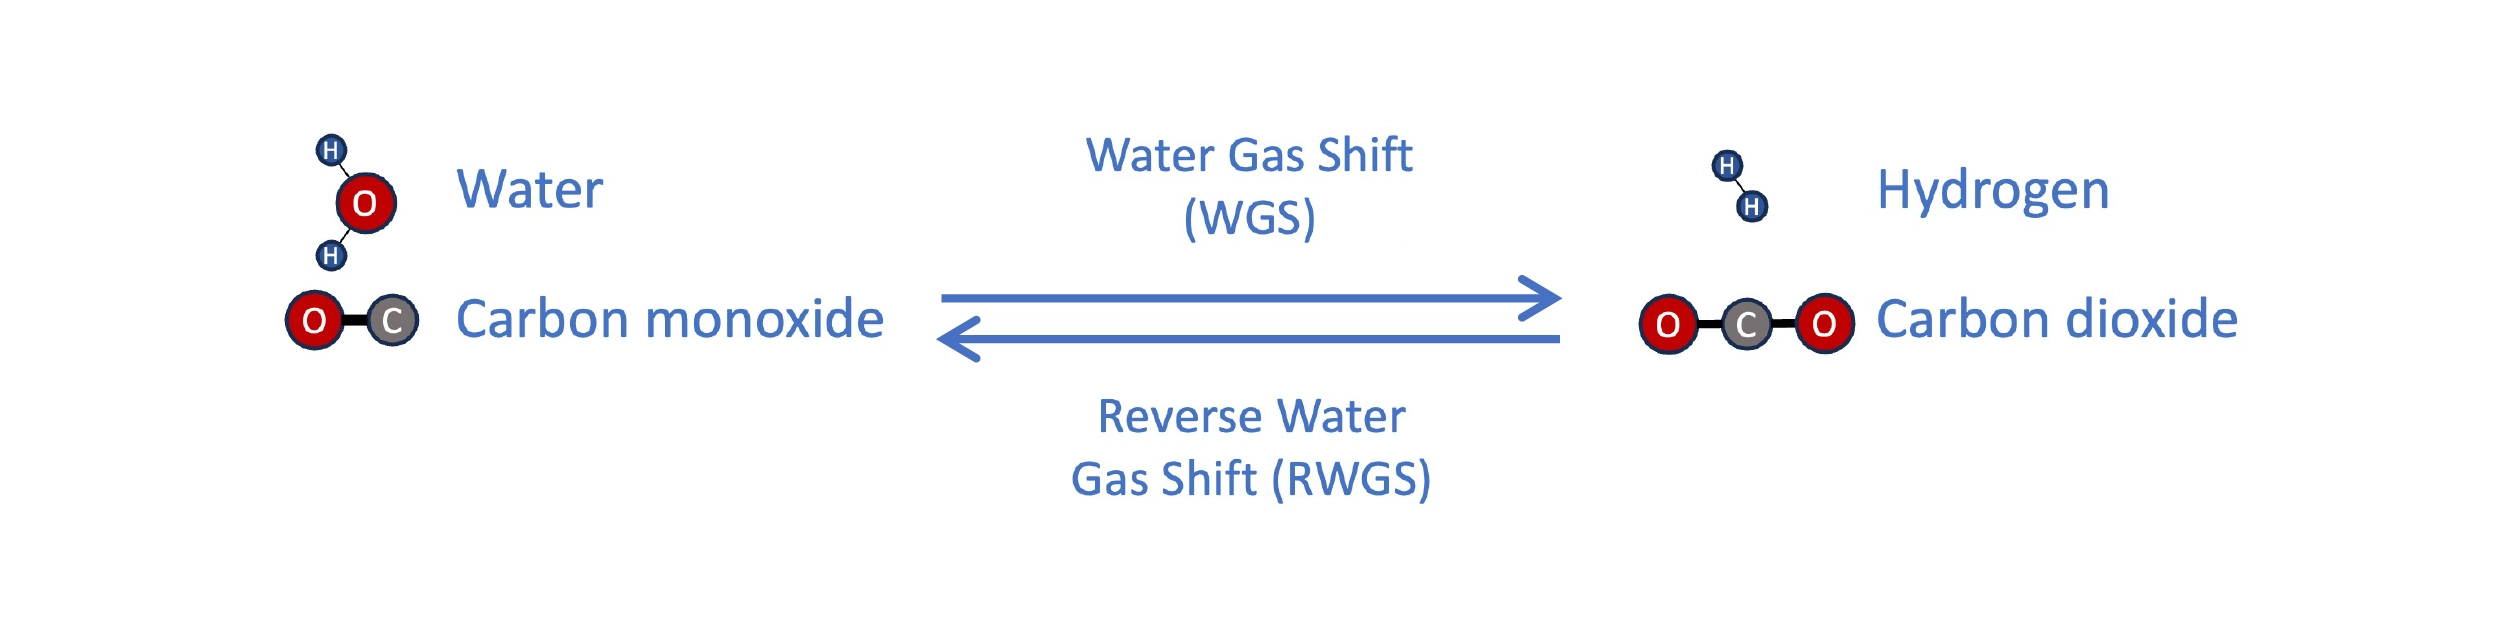 H
O
H
Water
O C
Carbon monoxide
Water Gas Shift
(WGS)
Reverse Water
Gas Shift (RWGS)
H
H
Hydrogen
O C O
Carbon dioxide